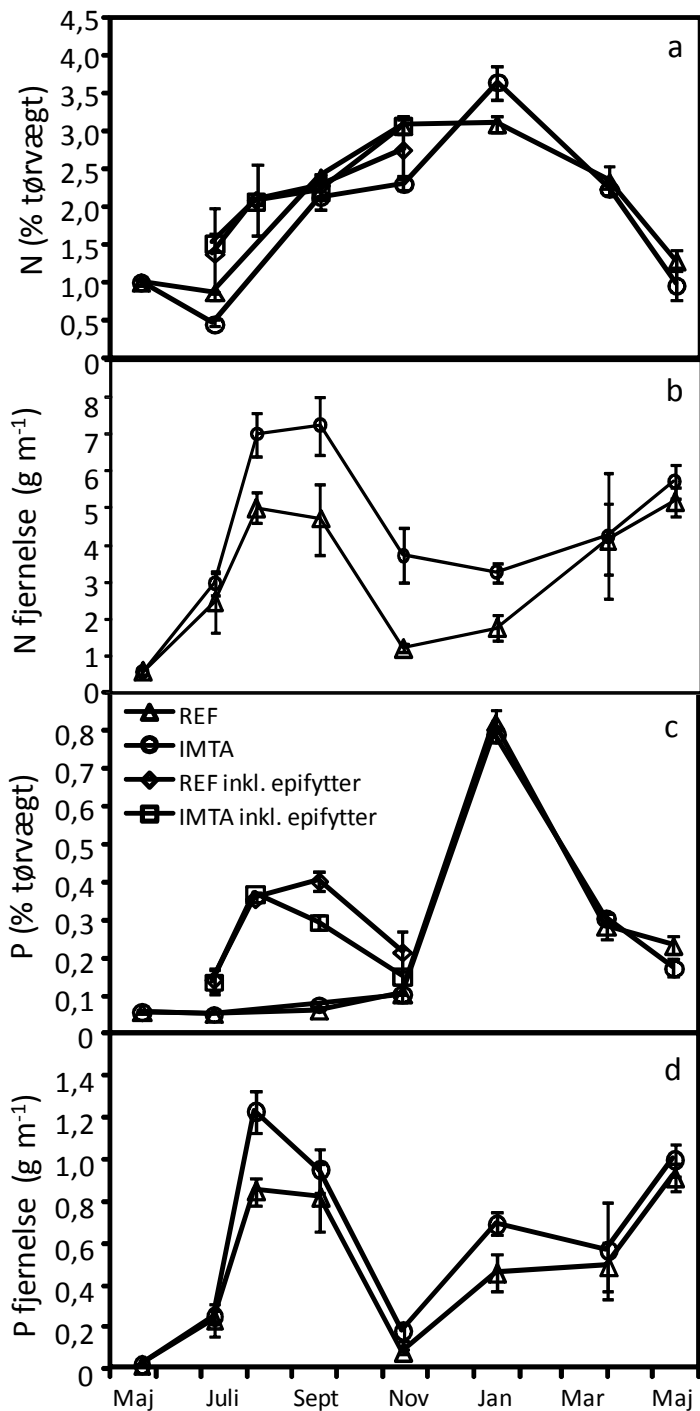 4,5
a
4,0
3,5
3,0
2,5
2,0
1,5
1,0
0,5
0
N (% tørvægt)
b
8
7
6
5
4
3
2
1
0
N fjernelse (g m⁻¹)
c
REF
IMTA
REF inkl. epifytter
IMTA inkl. epifytter
0,8
0,7
0,6
0,5
0,4
0,3
0,2
0,1
0
P (% tørvægt)
d
1,4
1,2
1,0
0,8
0,6
0,4
0,2
0
P fjernelse (g m⁻¹)
Maj Juli Sept Nov Jan Mar Maj